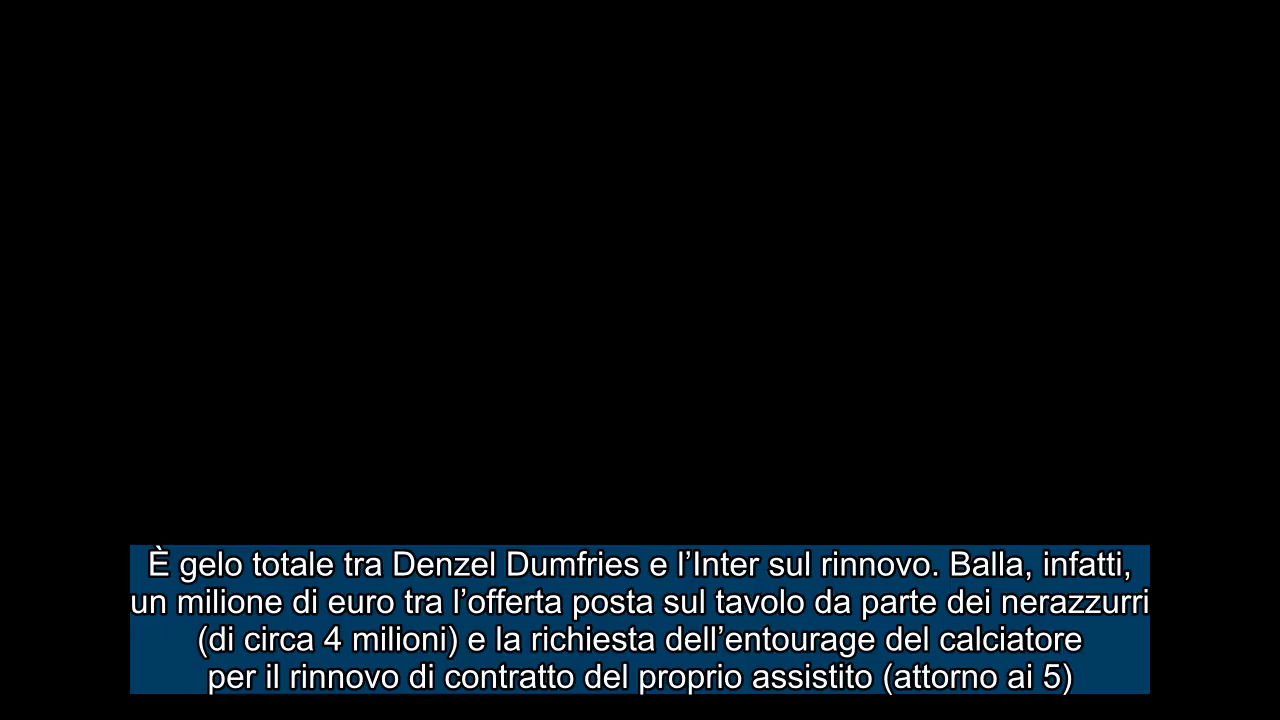 È gelo totale tra Denzel Dumfries e l’Inter sul rinnovo. Balla, infatti,
un milione di euro tra l’offerta posta sul tavolo da parte dei nerazzurri
(di circa 4 milioni) e la richiesta dell’entourage del calciatore
per il rinnovo di contratto del proprio assistito (attorno ai 5)